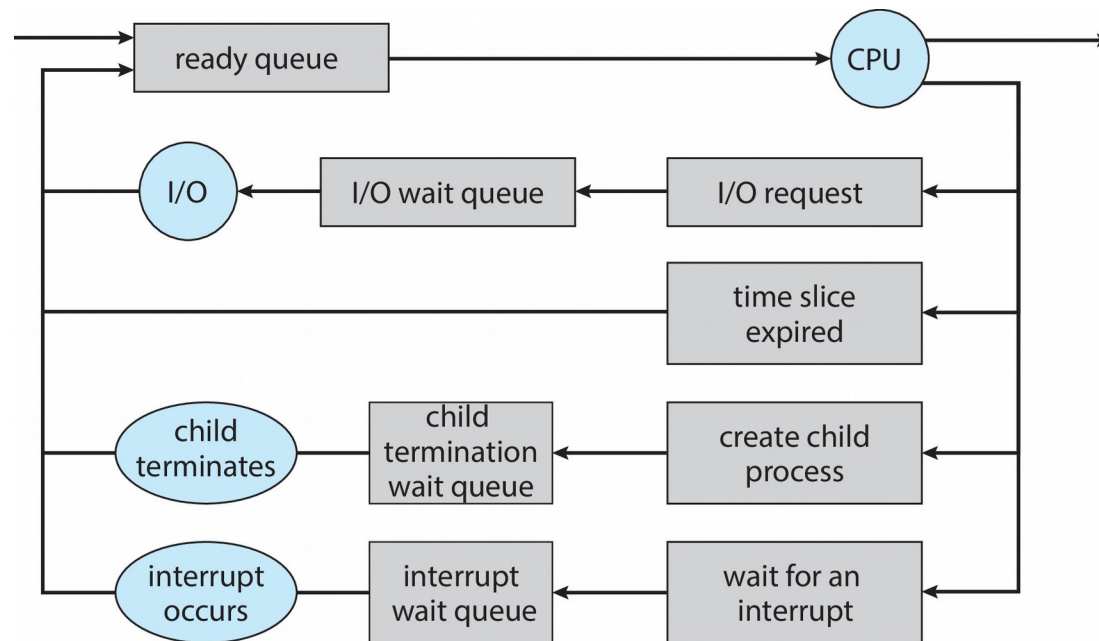 ready queue
CPU
I/O
I/O wait queue
I/O request
time slice
expired
child
terminates
child
termination
wait queue
create child
process
interrupt
occurs
interrupt
wait queue
wait for an
interrupt